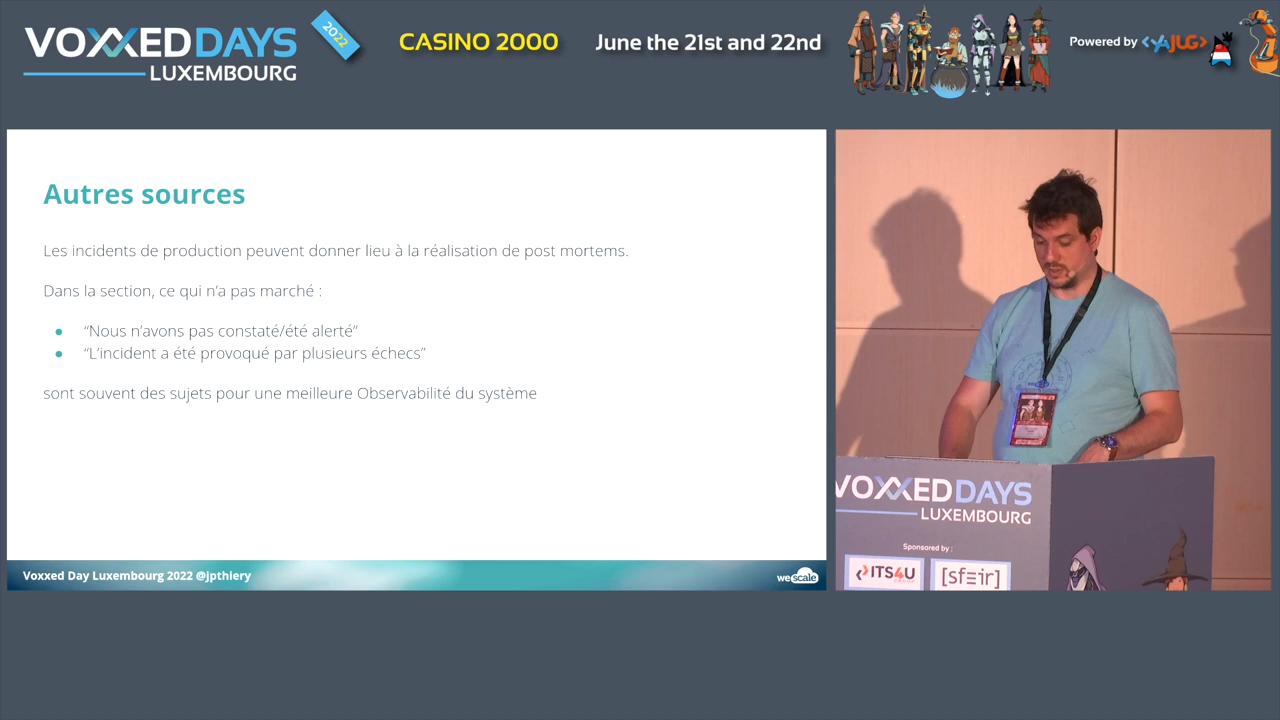 VOXXED DAYS
LUXEMBOURG
2022
CASINO 2000
June the 21st and 22nd
Powered by <YAJUG>
Autres sources
Les incidents de production peuvent donner lieu à la réalisation de post mortems.
Dans la section, ce qui n’a pas marché :
● “Nous n’avons pas constaté/été alerté”
● “L’incident a été provoqué par plusieurs échecs”
sont souvent des sujets pour une meilleure Observabilité du système
Voxxed Day Luxembourg 2022 @jpthiery
wescale
VOXXED DAYS
LUXEMBOURG
Sponsored by :
ITS4U
[sfeir]